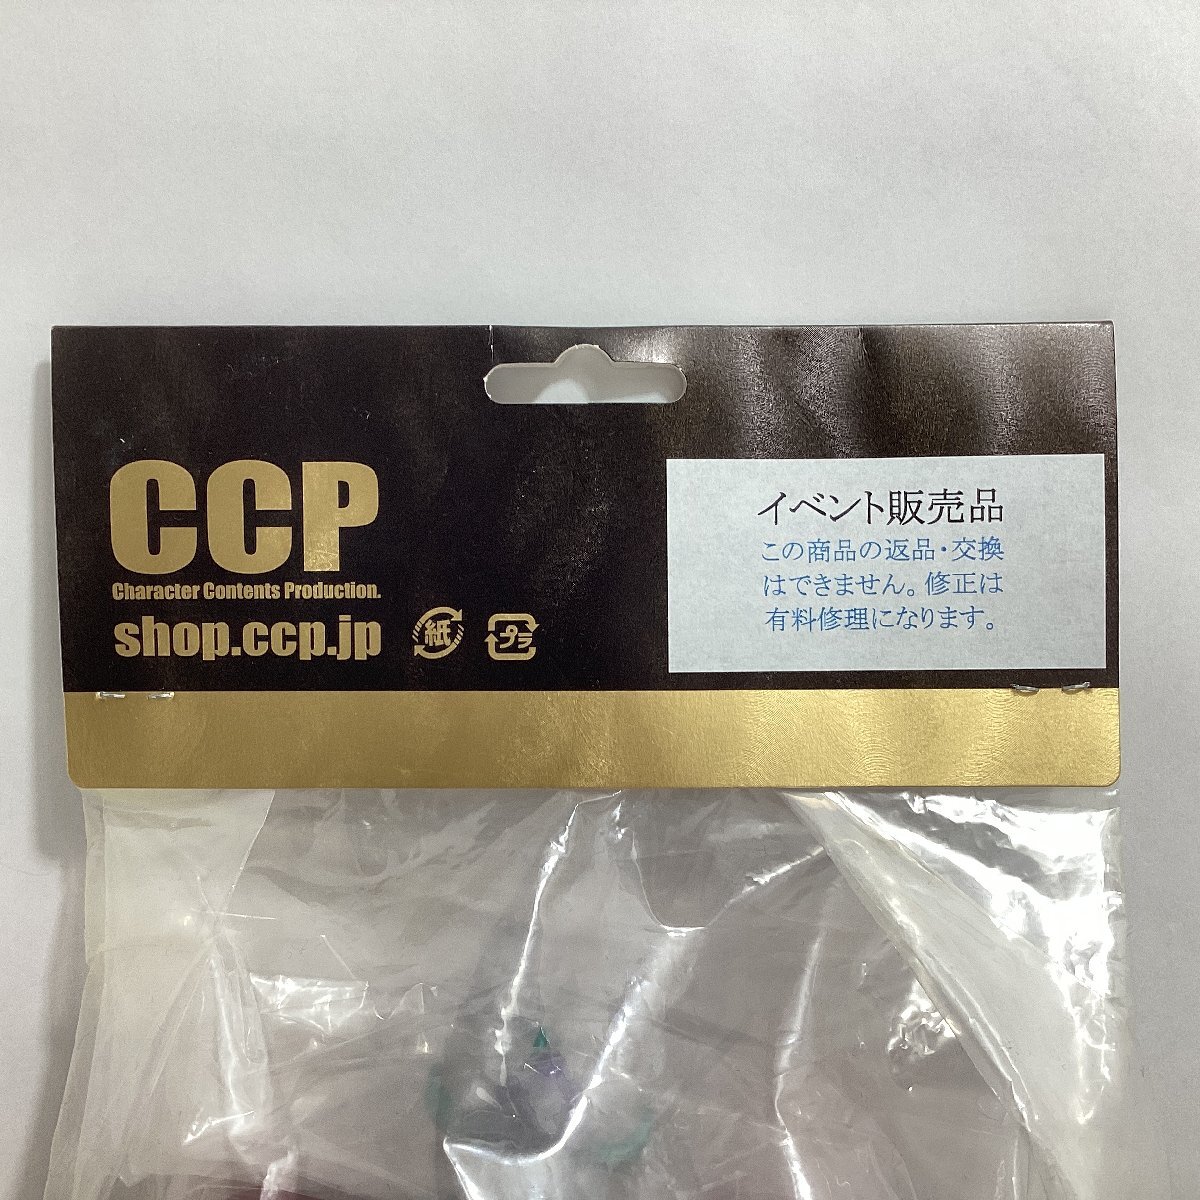 CCP
Character Contents Production.
shop.ccp.jp
紙
プラ
イベント販売品
この商品の返品・交換
はできません。修正は
有料修理になります。